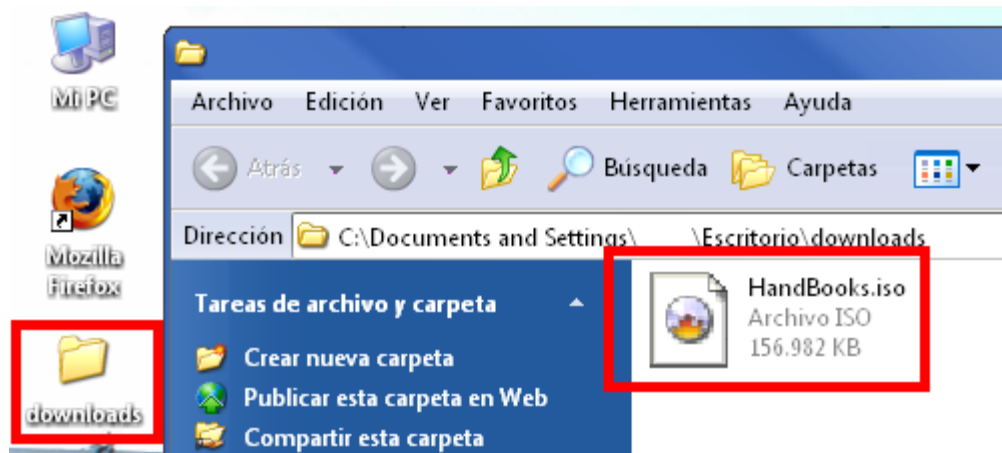 Mi PC
Mozilla
Firefox
downloads
Archivo Edición Ver Favoritos Herramientas Ayuda
Atrás Búsqueda Carpetas
Dirección C:\Documents and Settings\ \Escritorio\downloads
Tareas de archivo y carpeta
Crear nueva carpeta
Publicar esta carpeta en Web
Compartir esta carpeta
HandBooks.iso
Archivo ISO
156.982 KB